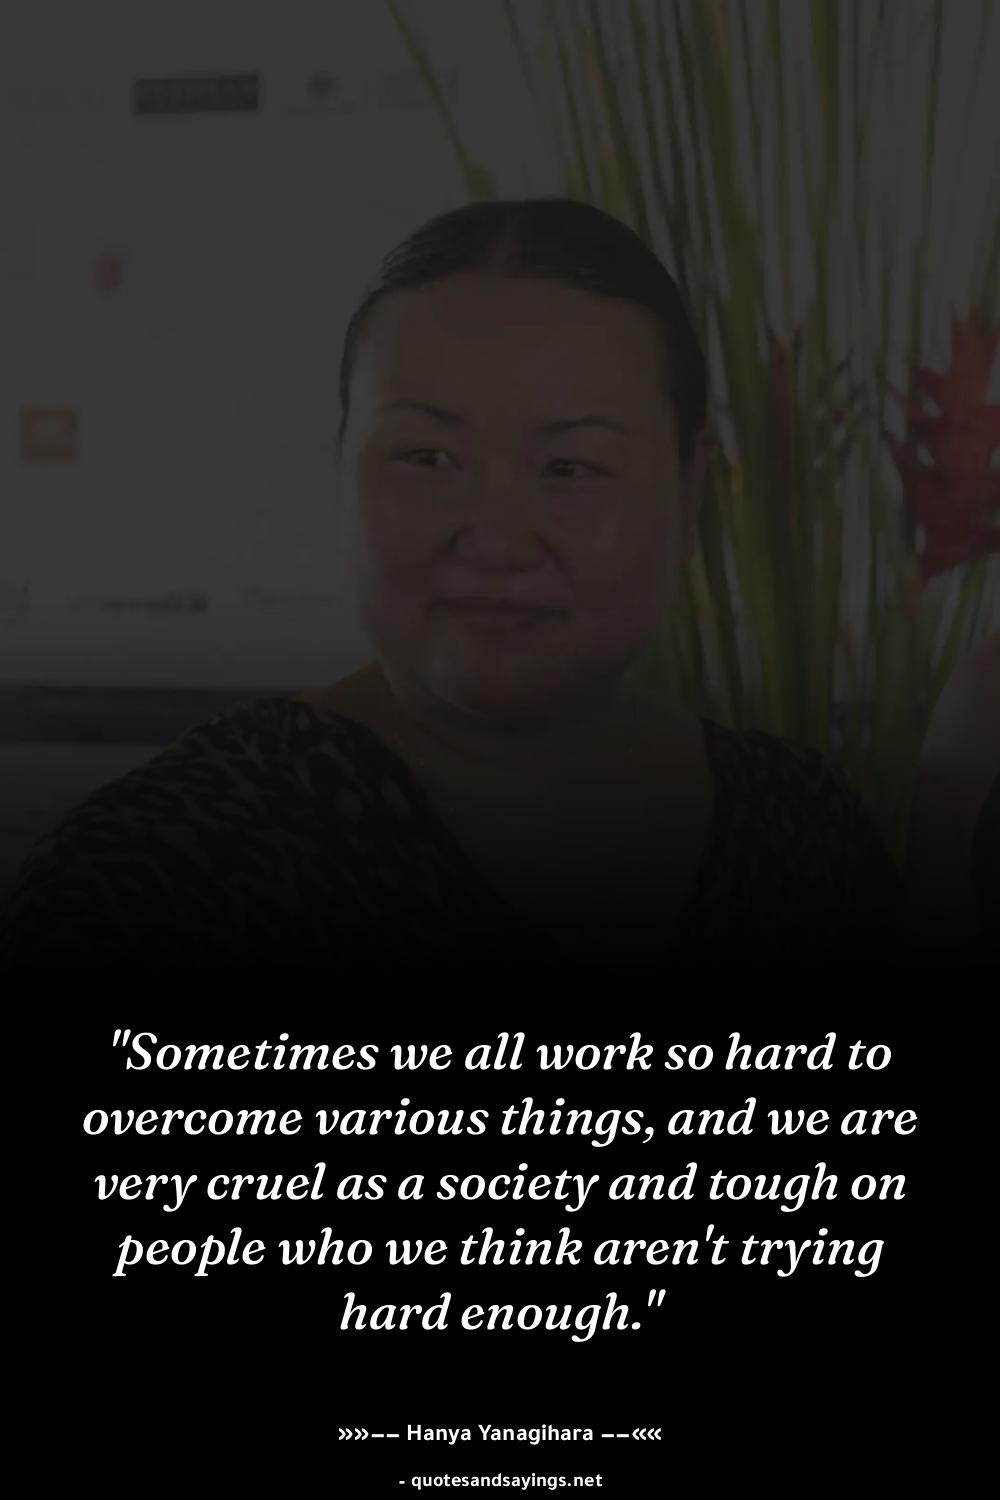 "Sometimes we all work so hard to
overcome various things, and we are
very cruel as a society and tough on
people who we think aren't trying
hard enough."
»»—— Hanya Yanagihara ——««
- quotesandsayings.net